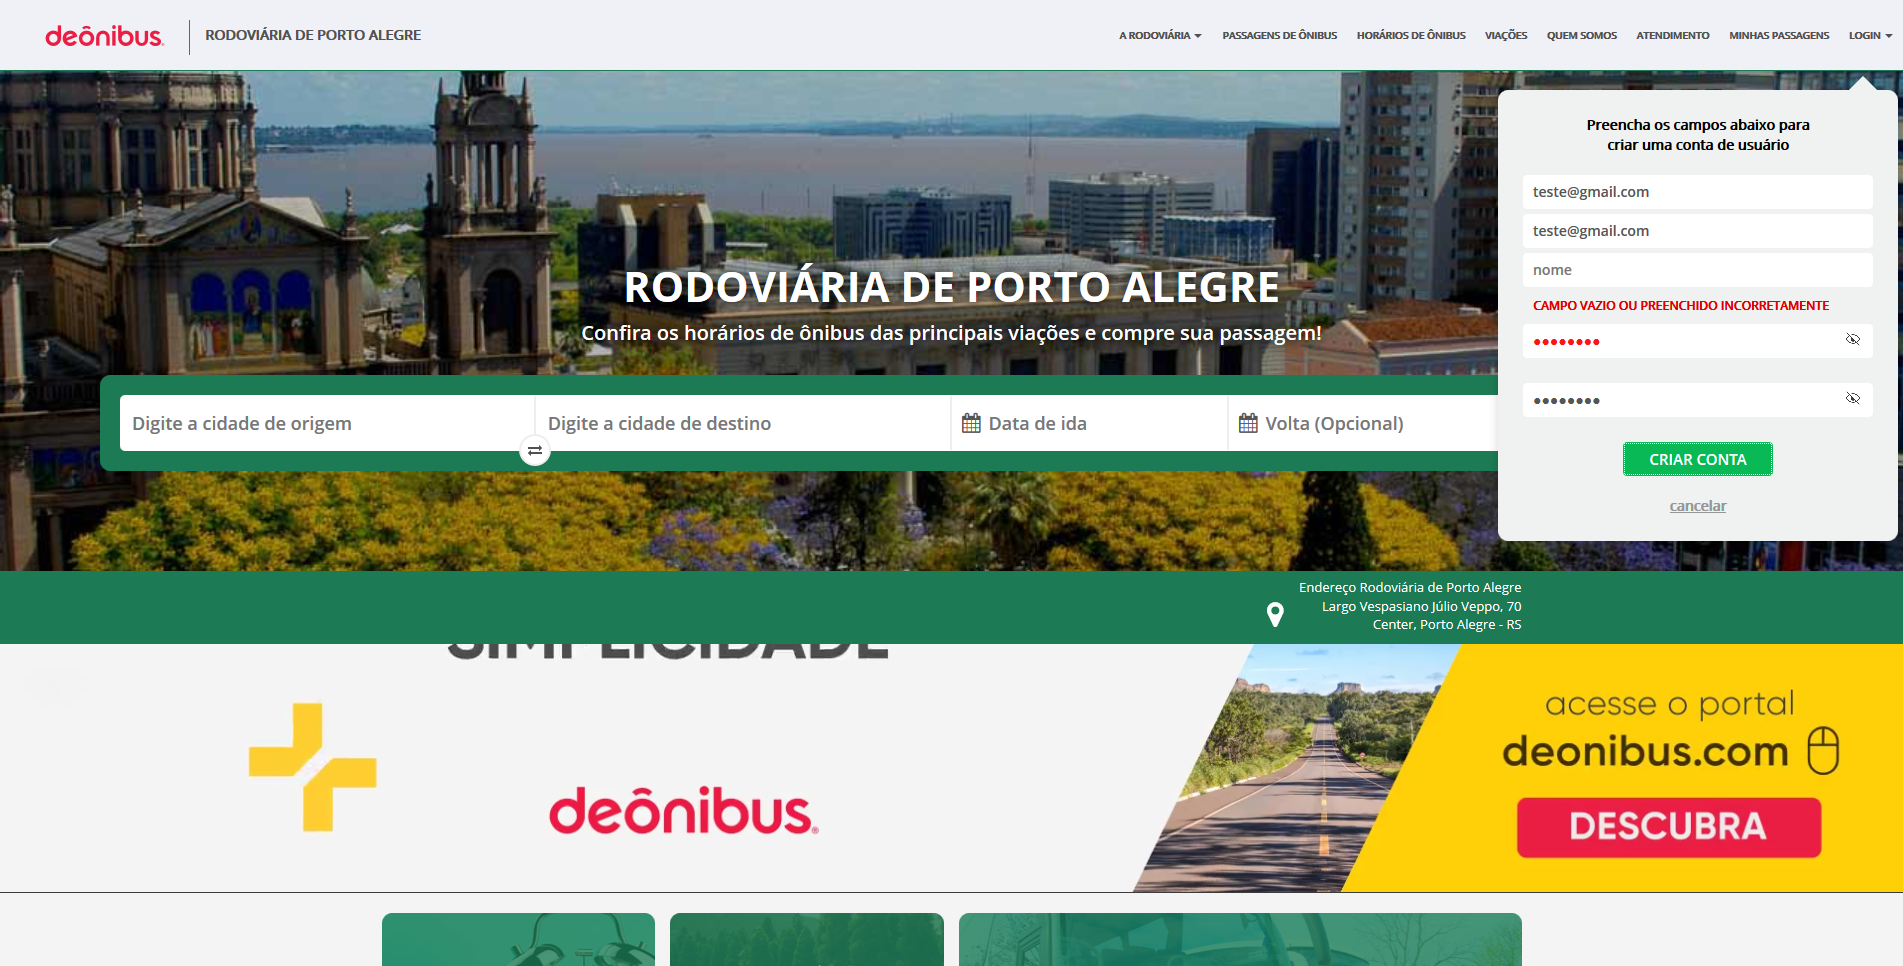 deônibus
RODOVIÁRIA DE PORTO ALEGRE
A RODOVIÁRIA
PASSAGENS DE ÔNIBUS
HORÁRIOS DE ÔNIBUS
VIAÇÕES
QUEM SOMOS
ATENDIMENTO
MINHAS PASSAGENS
LOGIN
Preencha os campos abaixo para
criar uma conta de usuário
teste@gmail.com
teste@gmail.com
nome
CAMPO VAZIO OU PREENCHIDO INCORRETAMENTE
CRIAR CONTA
cancelar
RODOVIÁRIA DE PORTO ALEGRE
Confira os horários de ônibus das principais viações e compre sua passagem!
Digite a cidade de origem
Digite a cidade de destino
Data de ida
Volta (Opcional)
Endereço Rodoviária de Porto Alegre
Largo Vespasiano Júlio Veppo, 70
Center, Porto Alegre - RS
SIMPLICIDADE
deônibus
acesse o portal
deonibus.com
DESCUBRA